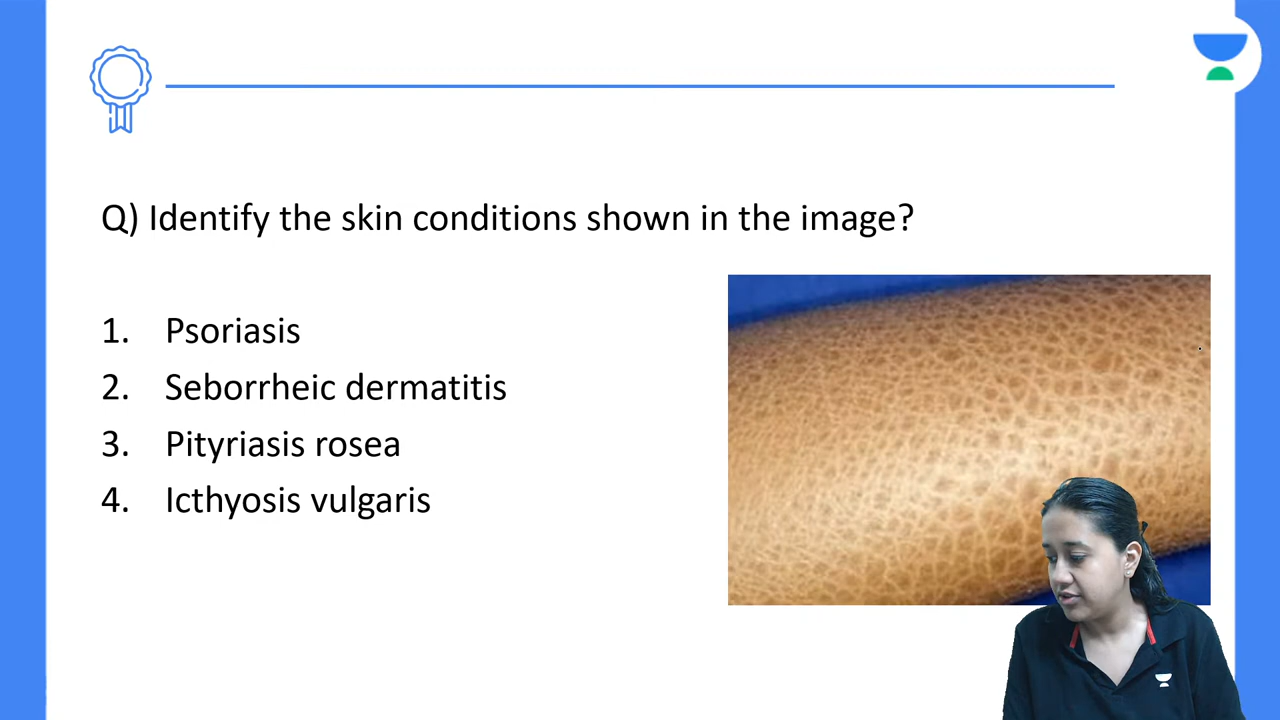 Q) Identify the skin conditions shown in the image?
1. Psoriasis
2. Seborrheic dermatitis
3. Pityriasis rosea
4. Icthyosis vulgaris